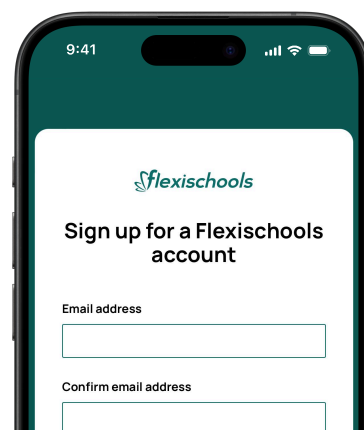 9:41
flexischools
Sign up for a Flexischools
account
Email address
Confirm email address